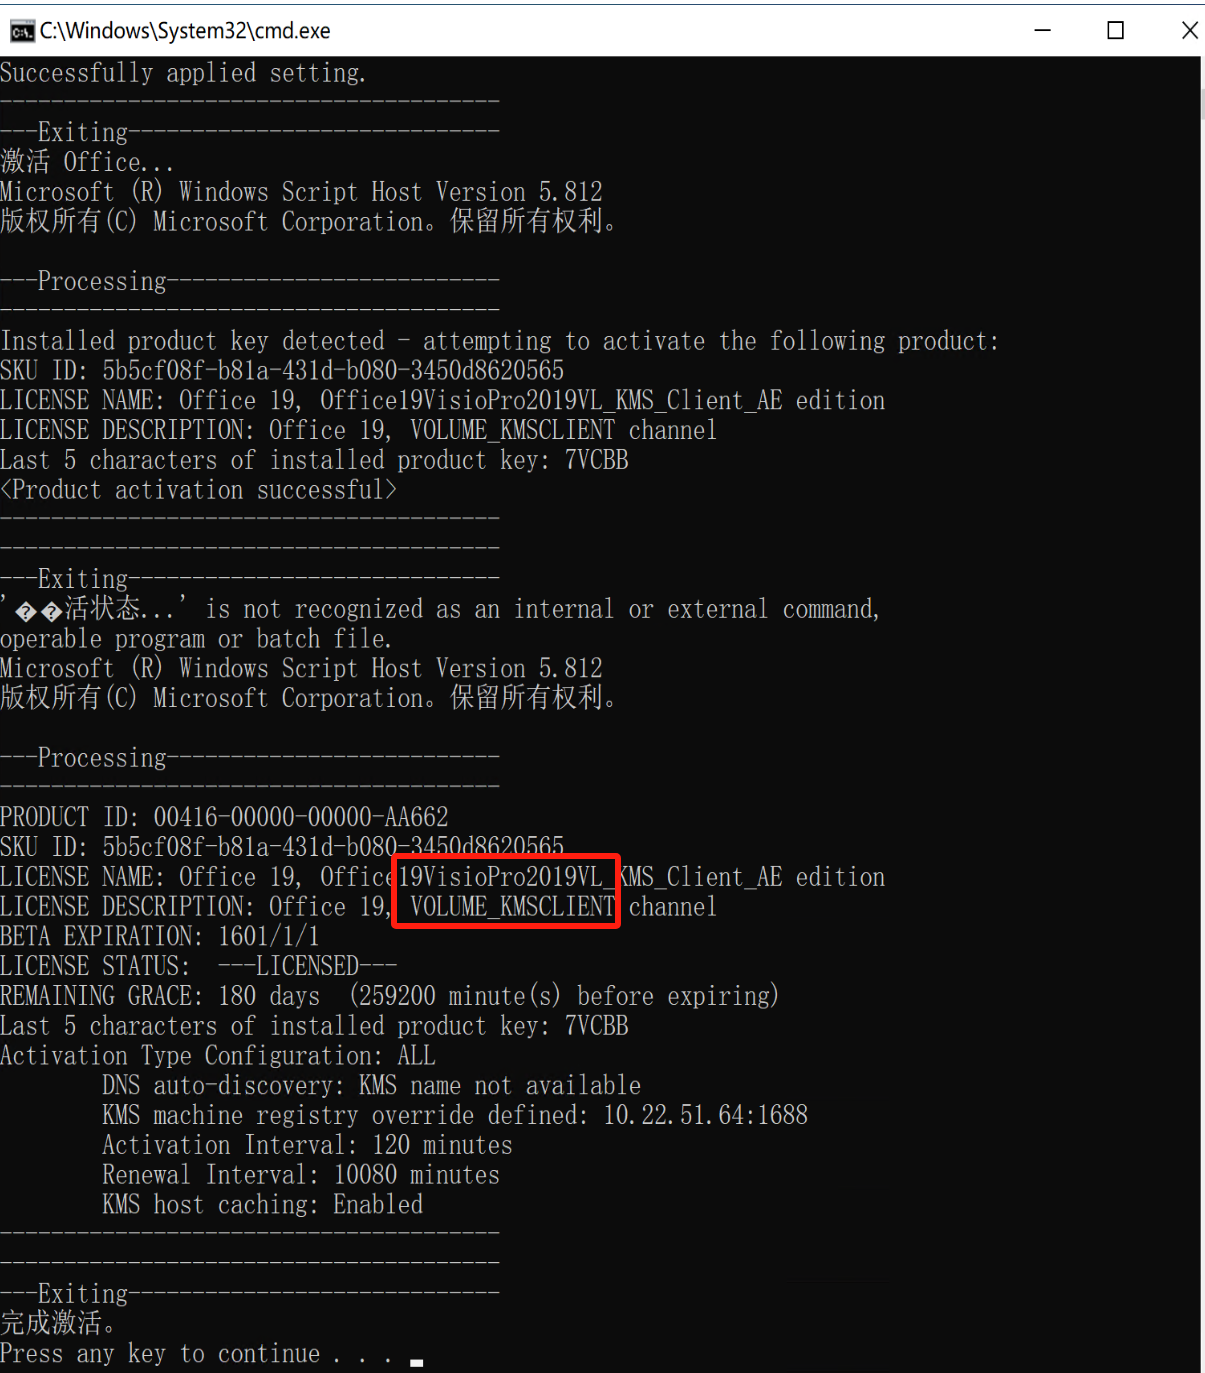 C:\Windows\System32\cmd.exe
Successfully applied setting.
---------------------------------------
---Exiting-----------------------------
激活 Office...
Microsoft (R) Windows Script Host Version 5.812
版权所有(C) Microsoft Corporation。保留所有权利。
---Processing--------------------------
---------------------------------------
Installed product key detected - attempting to activate the following product:
SKU ID: 5b5cf08f-b81a-431d-b080-3450d8620565
LICENSE NAME: Office 19, Office19VisioPro2019VL_KMS_Client_AE edition
LICENSE DESCRIPTION: Office 19, VOLUME_KMSCLIENT channel
Last 5 characters of installed product key: 7VCBB
<Product activation successful>
---------------------------------------
---------------------------------------
---Exiting-----------------------------
'��活状态...' is not recognized as an internal or external command,
operable program or batch file.
Microsoft (R) Windows Script Host Version 5.812
版权所有(C) Microsoft Corporation。保留所有权利。
---Processing--------------------------
---------------------------------------
PRODUCT ID: 00416-00000-00000-AA662
SKU ID: 5b5cf08f-b81a-431d-b080-3450d8620565
LICENSE NAME: Office 19, Office19VisioPro2019VL_KMS_Client_AE edition
LICENSE DESCRIPTION: Office 19, VOLUME_KMSCLIENT channel
BETA EXPIRATION: 1601/1/1
LICENSE STATUS:  ---LICENSED---
REMAINING GRACE: 180 days  (259200 minute(s) before expiring)
Last 5 characters of installed product key: 7VCBB
Activation Type Configuration: ALL
        DNS auto-discovery: KMS name not available
        KMS machine registry override defined: 10.22.51.64:1688
        Activation Interval: 120 minutes
        Renewal Interval: 10080 minutes
        KMS host caching: Enabled
---------------------------------------
---------------------------------------
---Exiting-----------------------------
完成激活。
Press any key to continue . . .